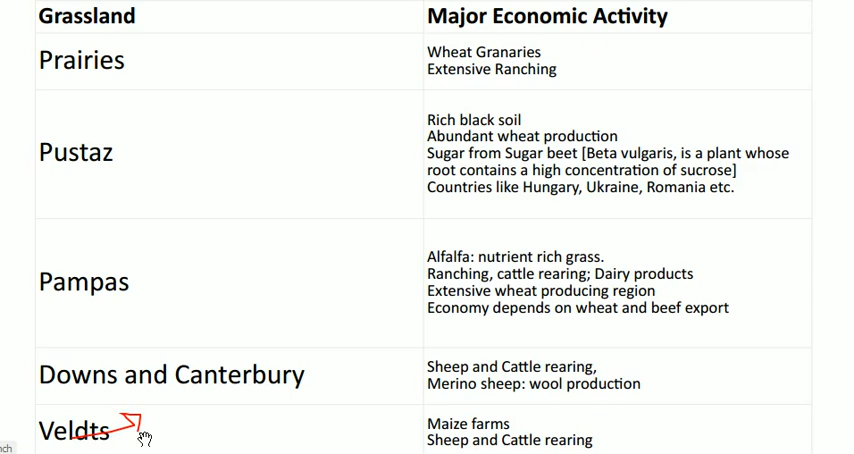 Grassland Major Economic Activity
Prairies
Wheat Granaries
Extensive Ranching
Pustaz
Rich black soil
Abundant wheat production
Sugar from Sugar beet [Beta vulgaris, is a plant whose
root contains a high concentration of sucrose]
Countries like Hungary, Ukraine, Romania etc.
Pampas
Alfalfa: nutrient rich grass.
Ranching, cattle rearing; Dairy products
Extensive wheat producing region
Economy depends on wheat and beef export
Downs and Canterbury
Sheep and Cattle rearing,
Merino sheep: wool production
Veldts
Maize farms
Sheep and Cattle rearing